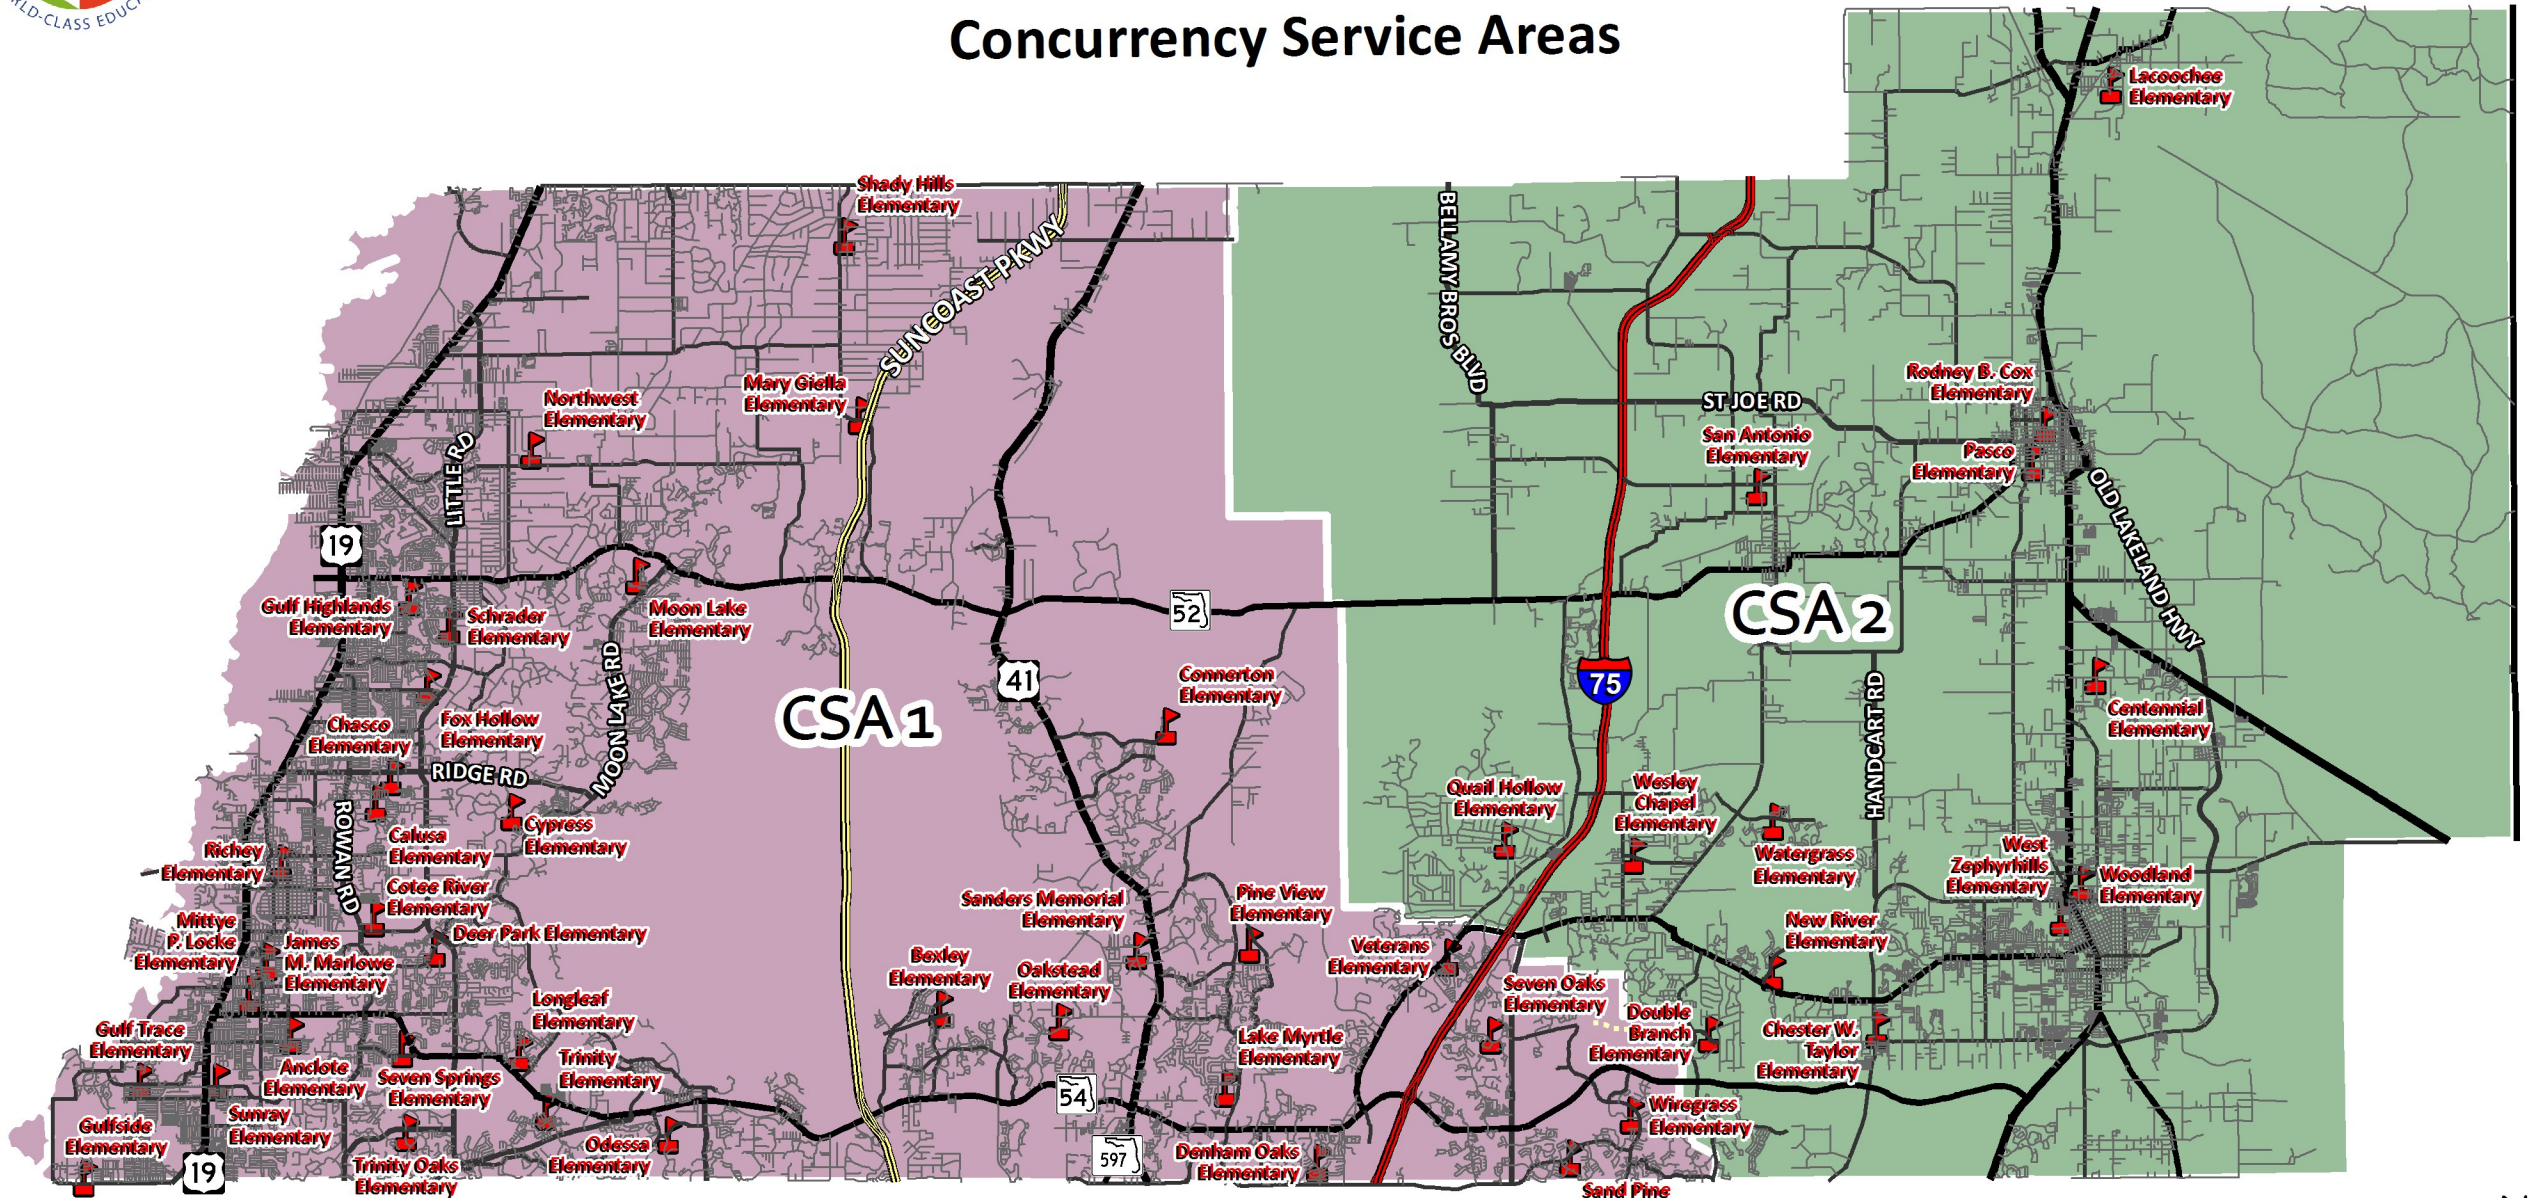 WORLD-CLASS EDUC
Concurrency Service Areas
Lacoochee
Elementary
Shady Hills
Elementary
SUNCOAST PKWY
BELLAMY BROS BLVD
Mary Giella
Elementary
Northwest
Elementary
LITTLE RD
Rodney B. Cox
Elementary
ST JOE RD
San Antonio
Elementary
Pasco
Elementary
OLD LAKELAND HWY
19
Gulf Highlands
Elementary
Schrader
Elementary
Moon Lake
Elementary
52
CSA 2
MOON LAKE RD
41
Connerton
Elementary
75
HANDCART RD
Centennial
Elementary
CSA 1
Chasco
Elementary
Fox Hollow
Elementary
RIDGE RD
ROWAN RD
Quail Hollow
Elementary
Wesley
Chapel
Elementary
Calusa
Elementary
Cypress
Elementary
Richey
Elementary
Watergrass
Elementary
West
Zephyrhills
Elementary
Woodland
Elementary
Cotee River
Elementary
Sanders Memorial
Elementary
Pine View
Elementary
Mittye
P. Locke
Elementary
James
M. Marlowe
Elementary
Deer Park Elementary
New River
Elementary
Bexley
Elementary
Oakstead
Elementary
Veterans
Elementary
Seven Oaks
Elementary
Longleaf
Elementary
Double
Branch
Elementary
Chester W.
Taylor
Elementary
Gulf Trace
Elementary
Lake Myrtle
Elementary
Anclote
Elementary
Seven Springs
Elementary
Trinity
Elementary
54
Gulfside
Elementary
Sunray
Elementary
Wiregrass
Elementary
Odessa
Elementary
597
Denham Oaks
Elementary
19
Trinity Oaks
Elementary
Sand Pine